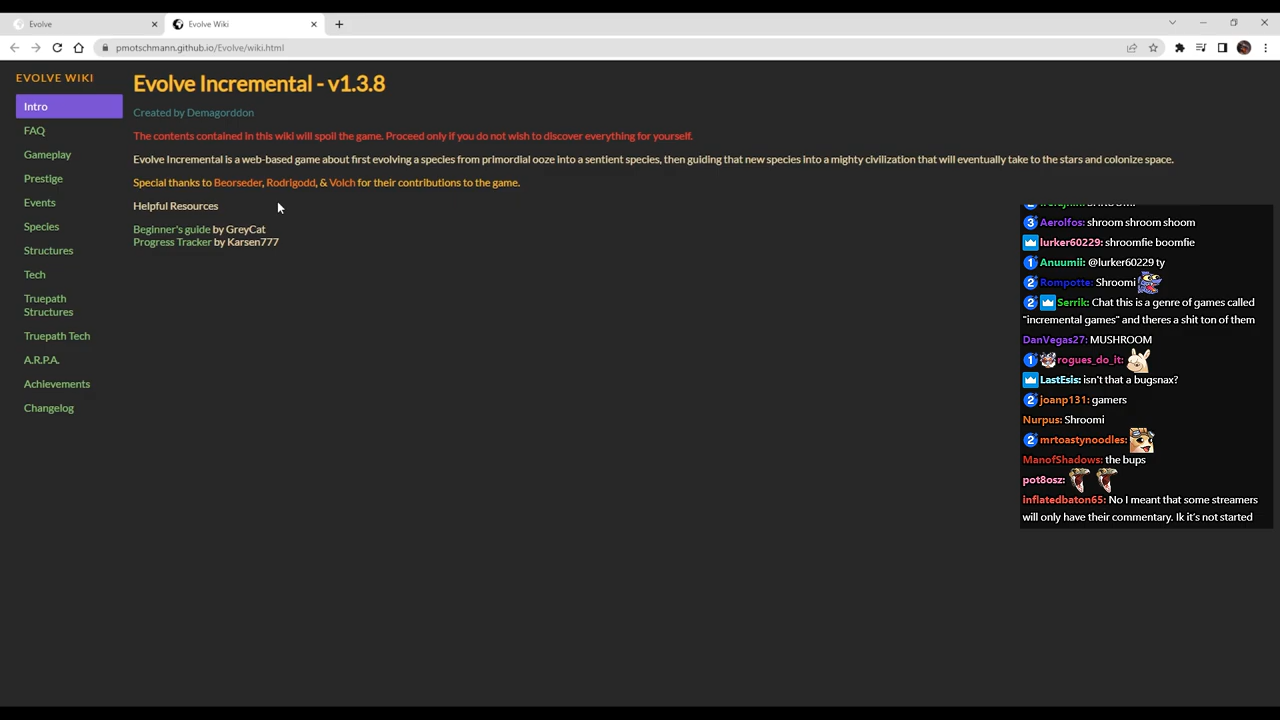 Evolve
Evolve Wiki
pmotschmann.github.io/Evolve/wiki.html
EVOLVE WIKI
Intro
FAQ
Gameplay
Prestige
Events
Species
Structures
Tech
Truepath
Structures
Truepath Tech
A.R.P.A.
Achievements
Changelog
Evolve Incremental - v1.3.8
Created by Demagorddon
The contents contained in this wiki will spoil the game. Proceed only if you do not wish to discover everything for yourself.
Evolve Incremental is a web-based game about first evolving a species from primordial ooze into a sentient species, then guiding that new species into a mighty civilization that will eventually take to the stars and colonize space.
Special thanks to Beorseder, Rodrigodd, & Volch for their contributions to the game.
Helpful Resources
Beginner's guide by GreyCat
Progress Tracker by Karsen777
3 Aerolfos: shroom shroom shoom
lurker60229: shroomfie boomfie
1 Anuumii: @lurker60229 ty
2 Rompotte: Shroomi
2 Serrik: Chat this is a genre of games called
"incremental games" and theres a shit ton of them
DanVegas27: MUSHROOM
1 rogues_do_it:
LastEsis: isn't that a bugsnax?
2 joanp131: gamers
Nurpus: Shroomi
2 mrtoastynoodles:
ManofShadows: the bups
pot8osz:
inflatedbaton65: No I meant that some streamers
will only have their commentary. Ik it's not started